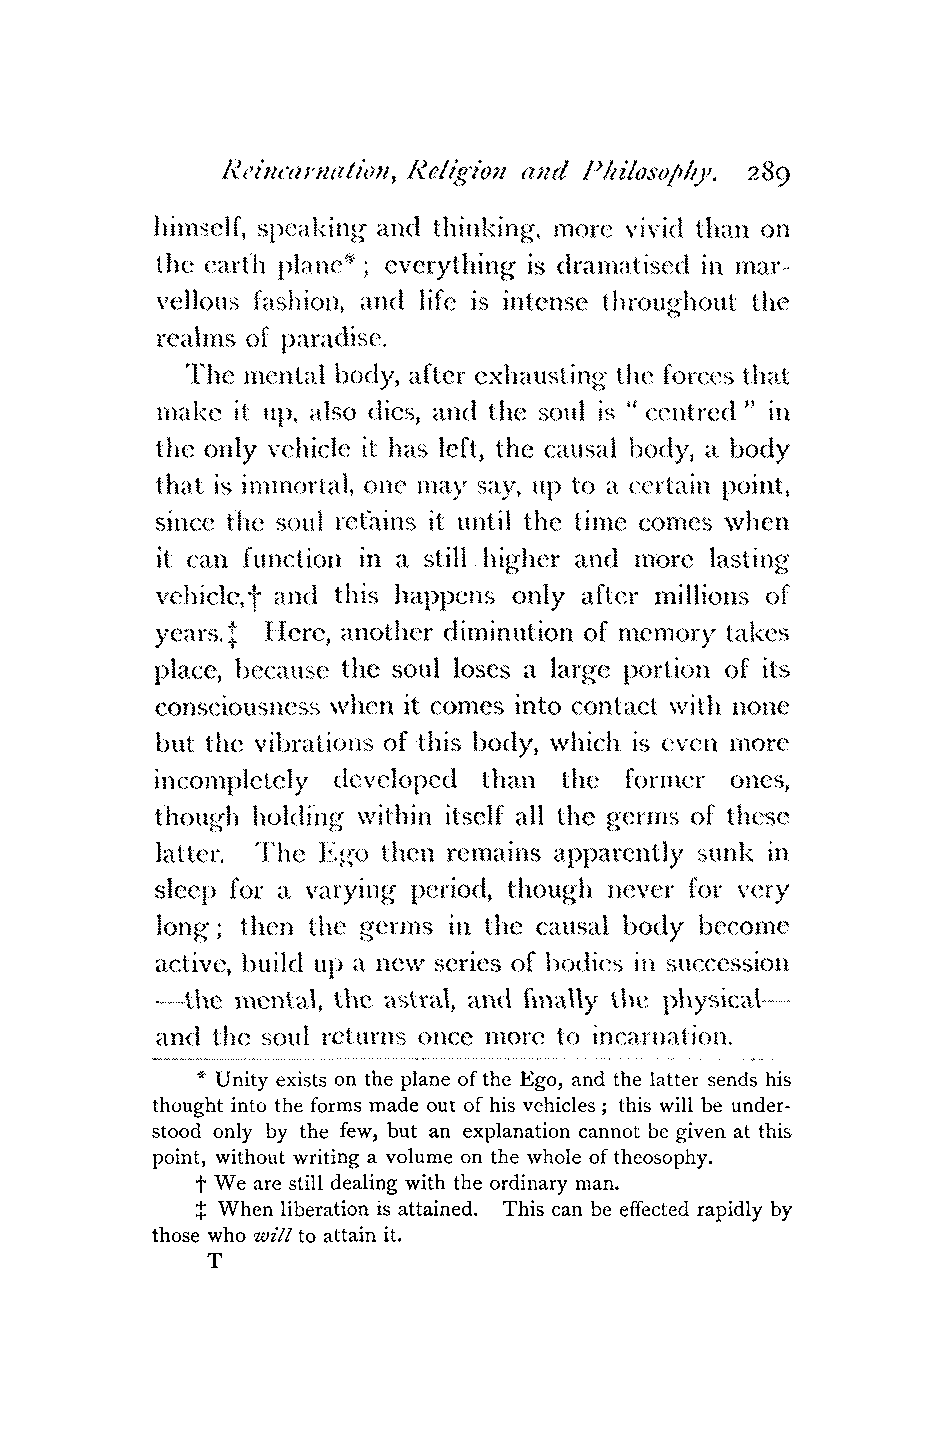 Reincarnation, Religion and Philosophy. 289
himself, speaking and thinking, more vivid than on
the earth plane* ; everything is dramatised in mar-
vellous fashion, and life is intense throughout the
realms of paradise.
The mental body, after exhausting the forces that
make it up, also dies, and the soul is " centred " in
the only vehicle it has left, the causal body, a body
that is immortal, one may say, up to a certain point,
since the soul retains it until the time comes when
it can function in a still higher and more lasting
vehicle,† and this happens only after millions of
years.‡ Here, another diminution of memory takes
place, because the soul loses a large portion of its
consciousness when it comes into contact with none
but the vibrations of this body, which is even more
incompletely developed than the former ones,
though holding within itself all the germs of these
latter. The Ego then remains apparently sunk in
sleep for a varying period, though never for very
long ; then the germs in the causal body become
active, build up a new series of bodies in succession
—the mental, the astral, and finally the physical—
and the soul returns once more to incarnation.
* Unity exists on the plane of the Ego, and the latter sends his
thought into the forms made out of his vehicles ; this will be under-
stood only by the few, but an explanation cannot be given at this
point, without writing a volume on the whole of theosophy.
† We are still dealing with the ordinary man.
‡ When liberation is attained. This can be effected rapidly by
those who will to attain it.
T